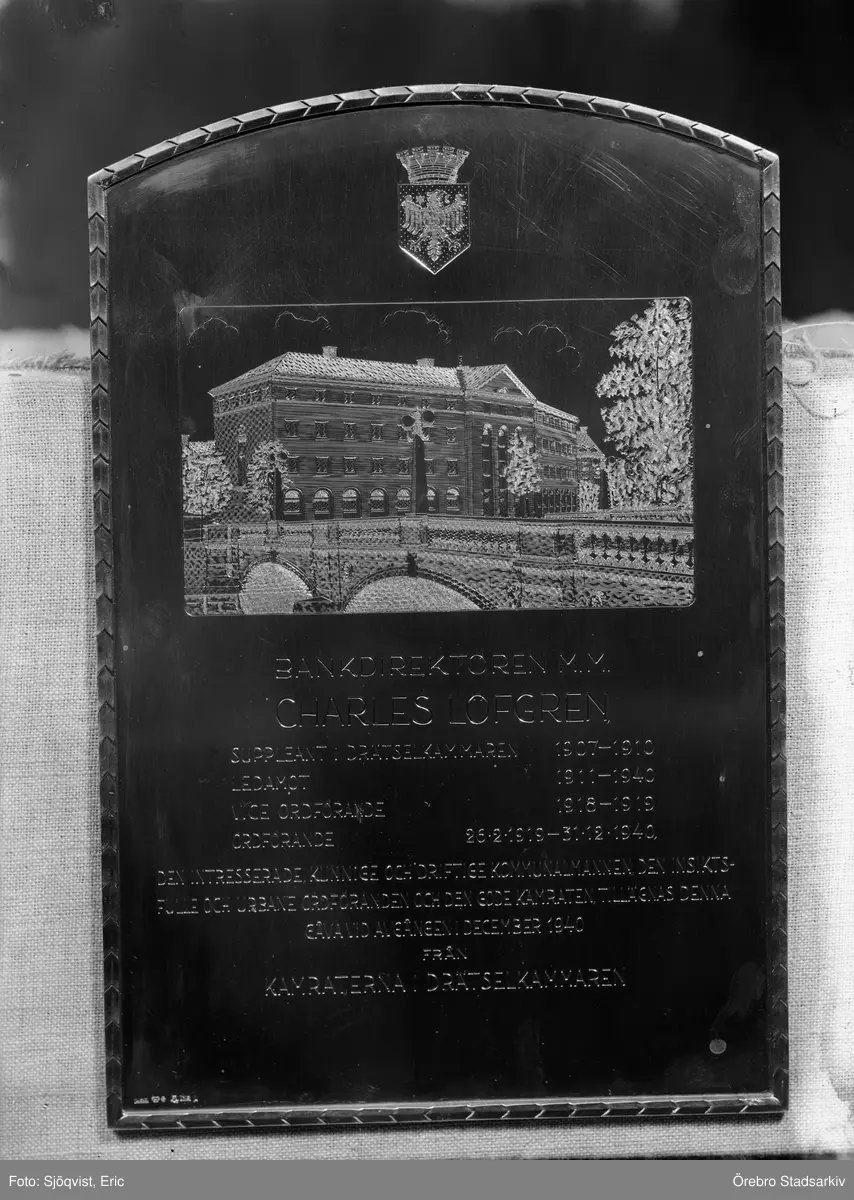 BANKDIREKTÖREN M.M.
CHARLES LÖFGREN
SUPPLEANT I DRÄTSELKAMMAREN 1907–1910
LEDAMOT 1911–1940
VICE ORDFÖRANDE 1918–1919
ORDFÖRANDE 26·2·1919–31·12·1940.
DEN INTRESSERADE, KUNNIGE OCH DRIFTIGE KOMMUNALMANNEN, DEN INSIKTS-
FULLE OCH URBANE ORDFÖRANDEN OCH DEN GODE KAMRATEN, TILLÄGNAS DENNA
GÅVA VID AVGÅNGEN I DECEMBER 1940
FRÅN
KAMRATERNA I DRÄTSELKAMMAREN
Foto: Sjöqvist, Eric
Örebro Stadsarkiv